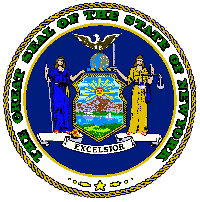 THE GREAT SEAL OF THE STATE OF NEW YORK
EXCELSIOR